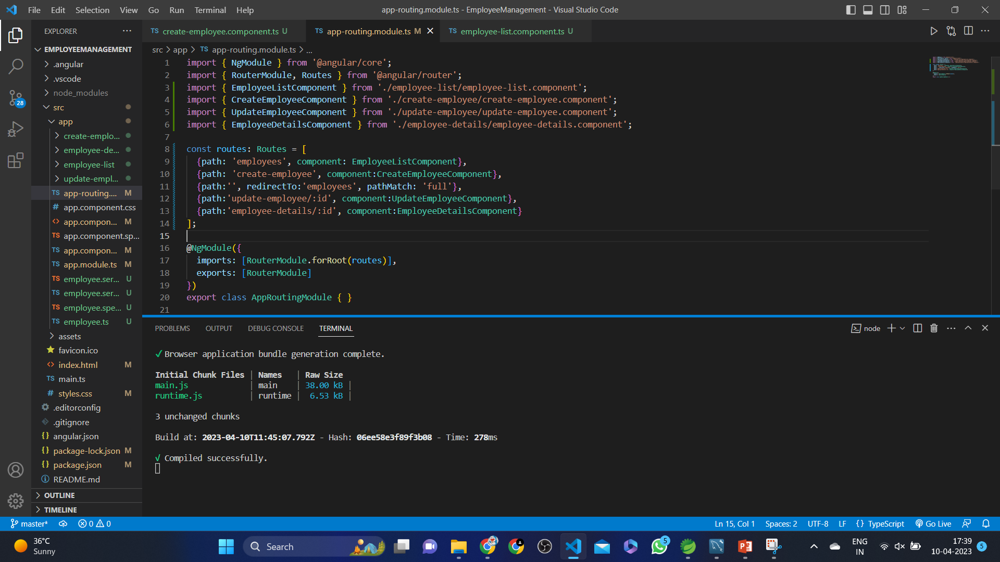 File Edit Selection View Go Run Terminal Help
app-routing.module.ts - EmployeeManagement - Visual Studio Code
EXPLORER
EMPLOYEEMANAGEMENT
.angular
.vscode
node_modules
src
app
create-emplo...
employee-de...
employee-list
update-empl...
TS app-routing.... M
# app.component.css
<> app.compon... M
TS app.component.sp...
TS app.compon... M
TS app.module.ts M
TS employee.ser... U
TS employee.ser... U
TS employee.spe... U
TS employee.ts U
assets
favicon.ico
<> index.html M
TS main.ts
# styles.css M
.editorconfig
.gitignore
{} angular.json
{} package-lock.json M
{} package.json M
README.md
OUTLINE
TIMELINE
28
TS create-employee.component.ts U
TS app-routing.module.ts M
TS employee-list.component.ts U
src > app > TS app-routing.module.ts > ...
1 import { NgModule } from '@angular/core';
2 import { RouterModule, Routes } from '@angular/router';
3 import { EmployeeListComponent } from './employee-list/employee-list.component';
4 import { CreateEmployeeComponent } from './create-employee/create-employee.component';
5 import { UpdateEmployeeComponent } from './update-employee/update-employee.component';
6 import { EmployeeDetailsComponent } from './employee-details/employee-details.component';
7
8 const routes: Routes = [
9 {path: 'employees', component: EmployeeListComponent},
10 {path: 'create-employee', component:CreateEmployeeComponent},
11 {path:'', redirectTo:'employees', pathMatch: 'full'},
12 {path:'update-employee/:id', component:UpdateEmployeeComponent},
13 {path:'employee-details/:id', component:EmployeeDetailsComponent}
14 ];
15
16 @NgModule({
17 imports: [RouterModule.forRoot(routes)],
18 exports: [RouterModule]
19 })
20 export class AppRoutingModule { }
21
PROBLEMS OUTPUT DEBUG CONSOLE TERMINAL
node
✓ Browser application bundle generation complete.
Initial Chunk Files | Names | Raw Size
main.js | main | 38.00 kB |
runtime.js | runtime | 6.53 kB |
3 unchanged chunks
Build at: 2023-04-10T11:45:07.792Z - Hash: 06ee58e3f89f3b08 - Time: 278ms
√ Compiled successfully.
master* 0 0
Ln 15, Col 1 Spaces: 2 UTF-8 LF {} TypeScript Go Live
36°C
Sunny
Search
5
ENG
IN
17:39
10-04-2023
5